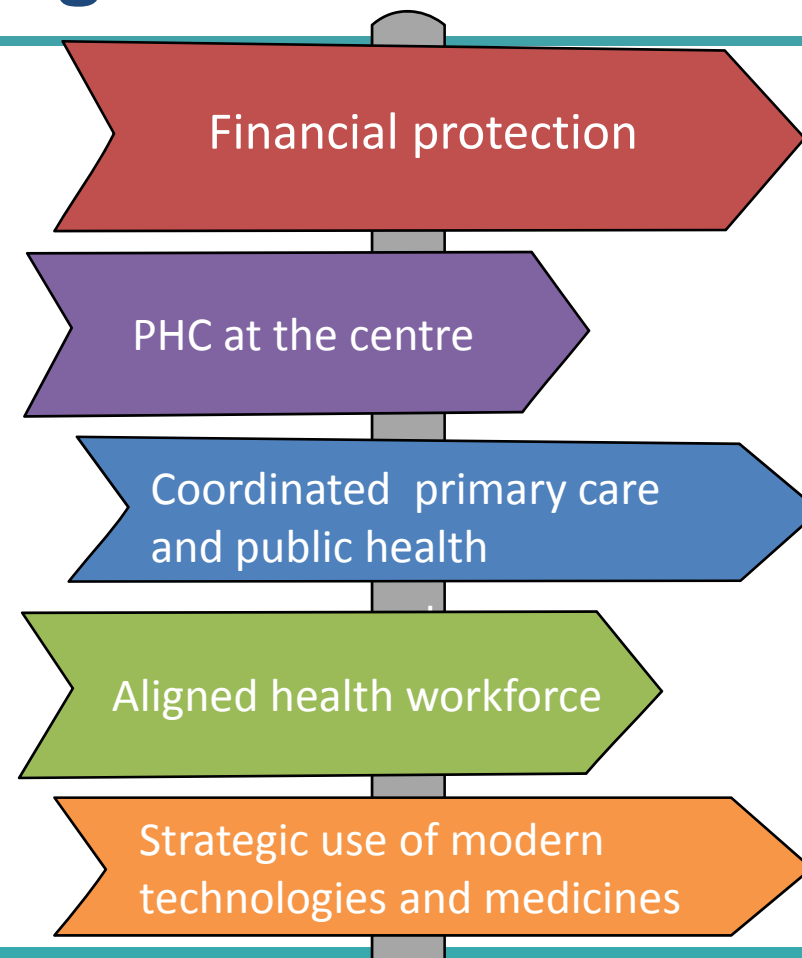 Financial protection
PHC at the centre
Coordinated primary care
and public health
Aligned health workforce
Strategic use of modern
technologies and medicines